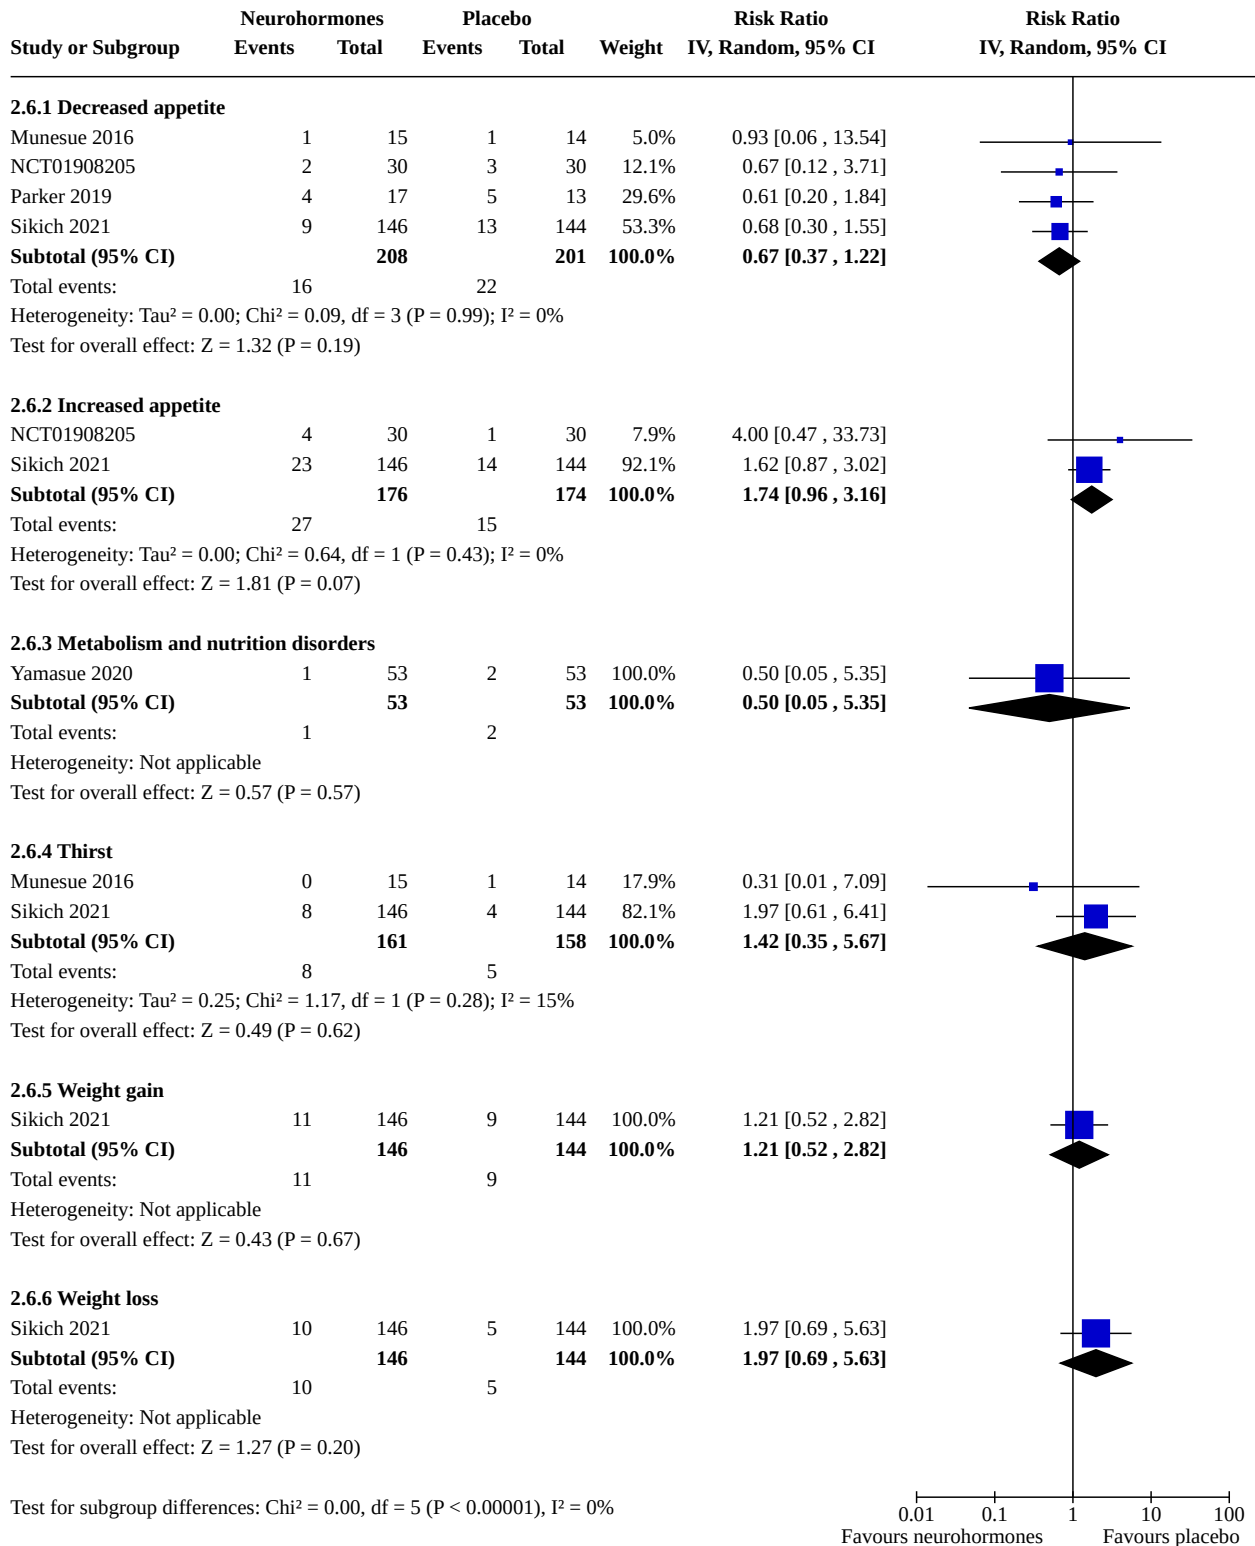 Neurohormones Placebo Risk Ratio Risk Ratio
Study or Subgroup Events Total Events Total Weight IV, Random, 95% CI IV, Random, 95% CI
2.6.1 Decreased appetite
Munesue 2016 1 15 1 14 5.0% 0.93 [0.06 , 13.54]
NCT01908205 2 30 3 30 12.1% 0.67 [0.12 , 3.71]
Parker 2019 4 17 5 13 29.6% 0.61 [0.20 , 1.84]
Sikich 2021 9 146 13 144 53.3% 0.68 [0.30 , 1.55]
Subtotal (95% CI) 208 201 100.0% 0.67 [0.37 , 1.22]
Total events: 16 22
Heterogeneity: Tau² = 0.00; Chi² = 0.09, df = 3 (P = 0.99); I² = 0%
Test for overall effect: Z = 1.32 (P = 0.19)
2.6.2 Increased appetite
NCT01908205 4 30 1 30 7.9% 4.00 [0.47 , 33.73]
Sikich 2021 23 146 14 144 92.1% 1.62 [0.87 , 3.02]
Subtotal (95% CI) 176 174 100.0% 1.74 [0.96 , 3.16]
Total events: 27 15
Heterogeneity: Tau² = 0.00; Chi² = 0.64, df = 1 (P = 0.43); I² = 0%
Test for overall effect: Z = 1.81 (P = 0.07)
2.6.3 Metabolism and nutrition disorders
Yamasue 2020 1 53 2 53 100.0% 0.50 [0.05 , 5.35]
Subtotal (95% CI) 53 53 100.0% 0.50 [0.05 , 5.35]
Total events: 1 2
Heterogeneity: Not applicable
Test for overall effect: Z = 0.57 (P = 0.57)
2.6.4 Thirst
Munesue 2016 0 15 1 14 17.9% 0.31 [0.01 , 7.09]
Sikich 2021 8 146 4 144 82.1% 1.97 [0.61 , 6.41]
Subtotal (95% CI) 161 158 100.0% 1.42 [0.35 , 5.67]
Total events: 8 5
Heterogeneity: Tau² = 0.25; Chi² = 1.17, df = 1 (P = 0.28); I² = 15%
Test for overall effect: Z = 0.49 (P = 0.62)
2.6.5 Weight gain
Sikich 2021 11 146 9 144 100.0% 1.21 [0.52 , 2.82]
Subtotal (95% CI) 146 144 100.0% 1.21 [0.52 , 2.82]
Total events: 11 9
Heterogeneity: Not applicable
Test for overall effect: Z = 0.43 (P = 0.67)
2.6.6 Weight loss
Sikich 2021 10 146 5 144 100.0% 1.97 [0.69 , 5.63]
Subtotal (95% CI) 146 144 100.0% 1.97 [0.69 , 5.63]
Total events: 10 5
Heterogeneity: Not applicable
Test for overall effect: Z = 1.27 (P = 0.20)
Test for subgroup differences: Chi² = 0.00, df = 5 (P < 0.00001), I² = 0%
0.01 0.1 1 10 100
Favours neurohormones Favours placebo